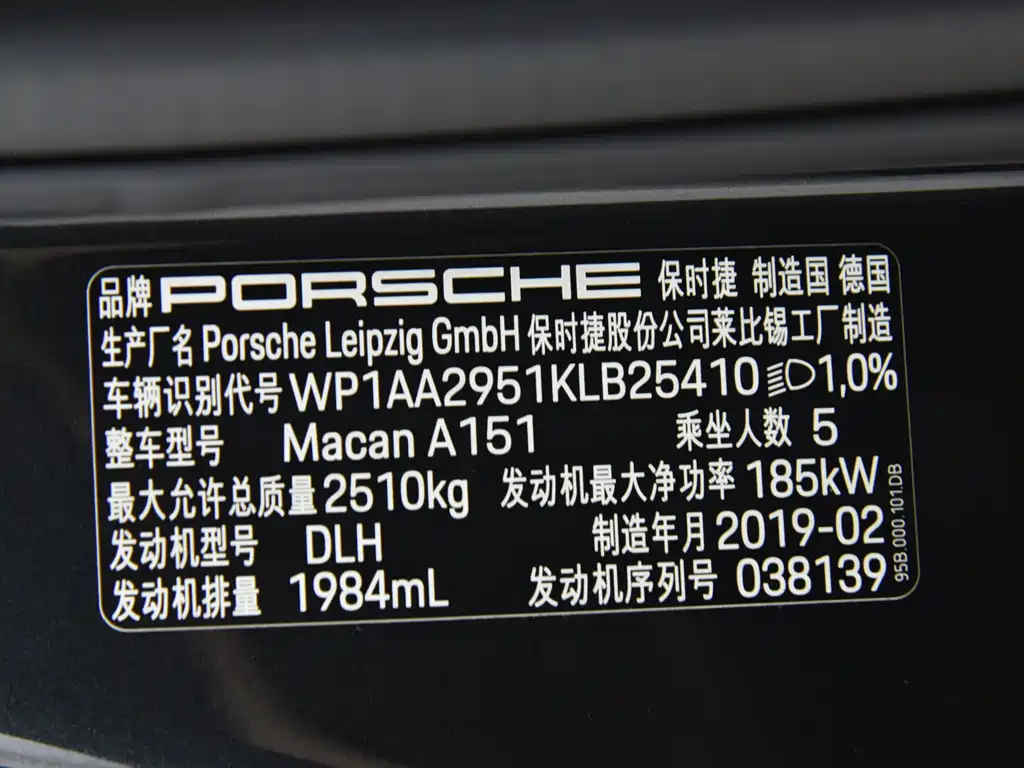 品牌 PORSCHE 保时捷 制造国 德国
生产厂名 Porsche Leipzig GmbH 保时捷股份公司莱比锡工厂制造
车辆识别代号 WP1AA2951KLB25410 1,0%
整车型号 Macan A151 乘坐人数 5
最大允许总质量 2510kg 发动机最大净功率 185kW
发动机型号 DLH 制造年月 2019-02
发动机排量 1984mL 发动机序列号 038139
95B.000.101.DB